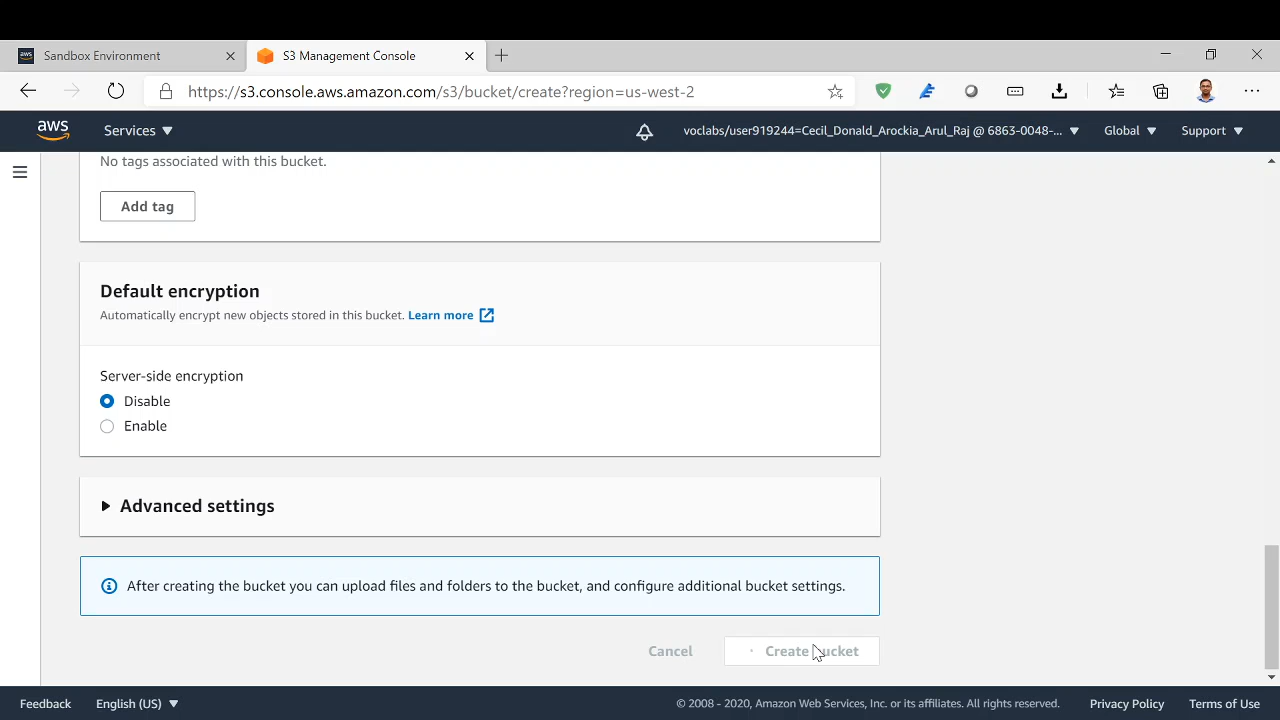 aws Sandbox Environment
S3 Management Console
https://s3.console.aws.amazon.com/s3/bucket/create?region=us-west-2
aws Services voclabs/user919244=Cecil_Donald_Arockia_Arul_Raj @ 6863-0048-... Global Support
No tags associated with this bucket.
Add tag
Default encryption
Automatically encrypt new objects stored in this bucket. Learn more
Server-side encryption
Disable
Enable
Advanced settings
After creating the bucket you can upload files and folders to the bucket, and configure additional bucket settings.
Cancel Create bucket
Feedback English (US) © 2008 - 2020, Amazon Web Services, Inc. or its affiliates. All rights reserved. Privacy Policy Terms of Use